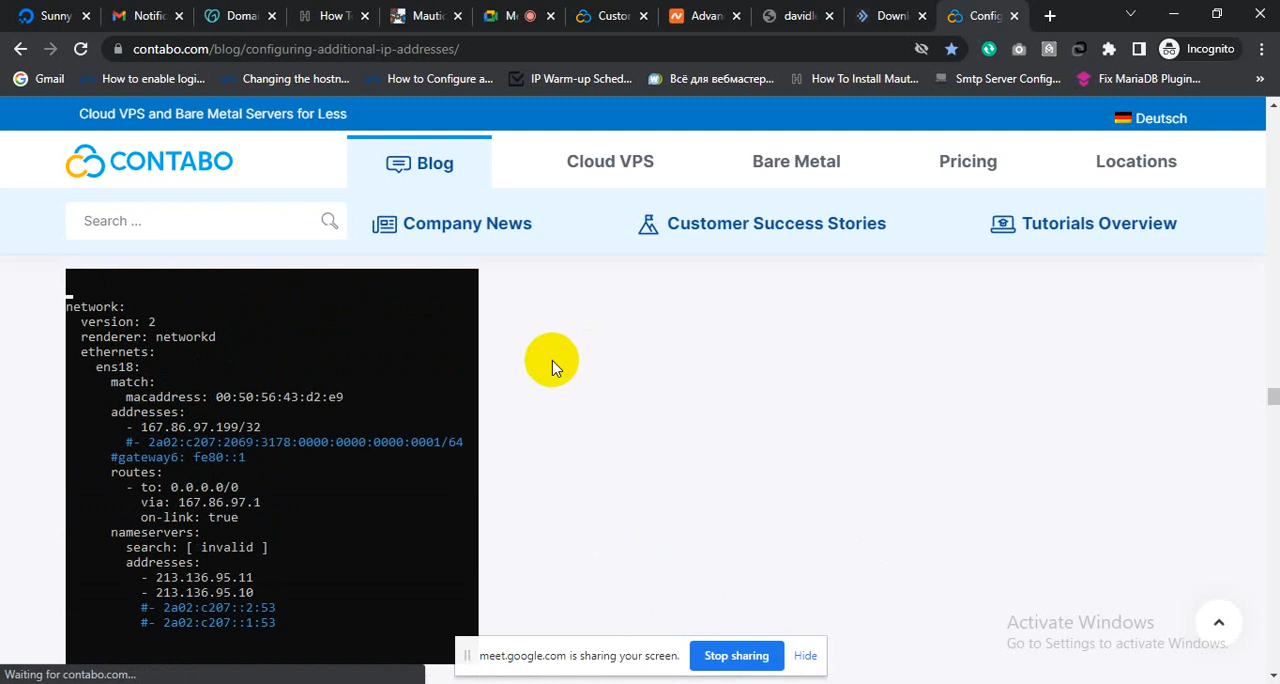 Sunny
Notific
Doma
How T
Mautic
Me
Custo
Advan
davidlu
Downl
Config
contabo.com/blog/configuring-additional-ip-addresses/
Incognito
Gmail
How to enable logi...
Changing the hostn...
How to Configure a...
IP Warm-up Sched...
Всё для вебмастер...
How To Install Maut...
Smtp Server Config...
Fix MariaDB Plugin...
»
Cloud VPS and Bare Metal Servers for Less
Deutsch
CONTABO
Blog
Cloud VPS
Bare Metal
Pricing
Locations
Search ...
Company News
Customer Success Stories
Tutorials Overview
network:
version: 2
renderer: networkd
ethernets:
ens18:
match:
macaddress: 00:50:56:43:d2:e9
addresses:
- 167.86.97.199/32
#- 2a02:c207:2069:3178:0000:0000:0000:0001/64
#gateway6: fe80::1
routes:
- to: 0.0.0.0/0
via: 167.86.97.1
on-link: true
nameservers:
search: [ invalid ]
addresses:
- 213.136.95.11
- 213.136.95.10
#- 2a02:c207::2:53
#- 2a02:c207::1:53
Activate Windows
Go to Settings to activate Windows.
meet.google.com is sharing your screen.
Stop sharing
Hide
Waiting for contabo.com...